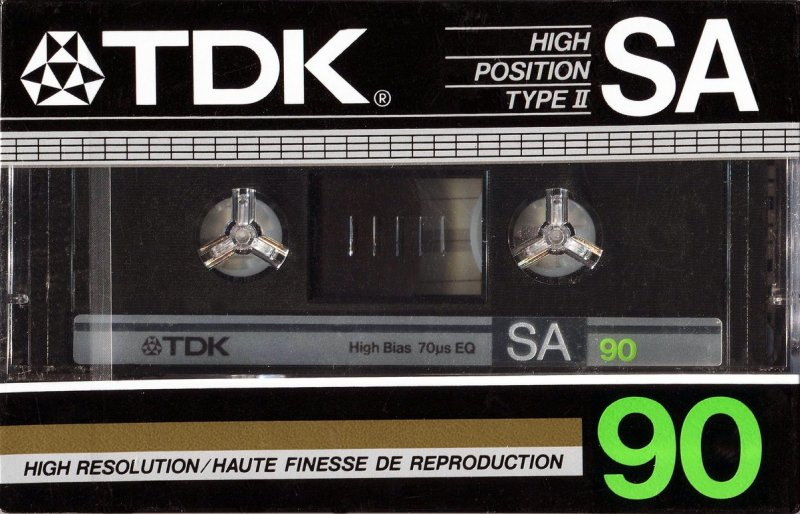 TDK®
HIGH
POSITION
TYPE II
SA
TDK
High Bias 70µs EQ
SA
90
HIGH RESOLUTION/HAUTE FINESSE DE REPRODUCTION
90